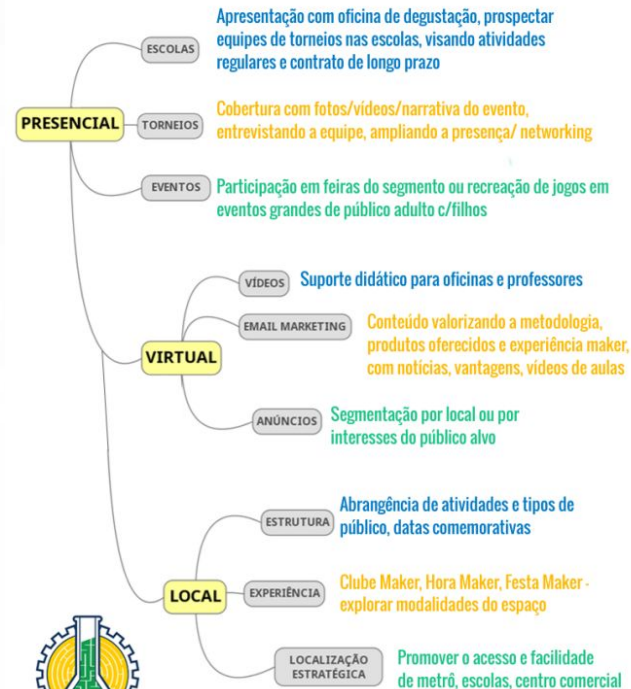 ESCOLAS
Apresentação com oficina de degustação, prospectar
equipes de torneios nas escolas, visando atividades
regulares e contrato de longo prazo
PRESENCIAL
TORNEIOS
Cobertura com fotos/vídeos/narrativa do evento,
entrevistando a equipe, ampliando a presença/ networking
EVENTOS
Participação em feiras do segmento ou recreação de jogos em
eventos grandes de público adulto c/filhos
VÍDEOS
Suporte didático para oficinas e professores
EMAIL MARKETING
Conteúdo valorizando a metodologia,
produtos oferecidos e experiência maker,
com notícias, vantagens, vídeos de aulas
VIRTUAL
ANÚNCIOS
Segmentação por local ou por
interesses do público alvo
ESTRUTURA
Abrangência de atividades e tipos de
público, datas comemorativas
LOCAL
EXPERIÊNCIA
Clube Maker, Hora Maker, Festa Maker -
explorar modalidades do espaço
LOCALIZAÇÃO
ESTRATÉGICA
Promover o acesso e facilidade
de metrô, escolas, centro comercial